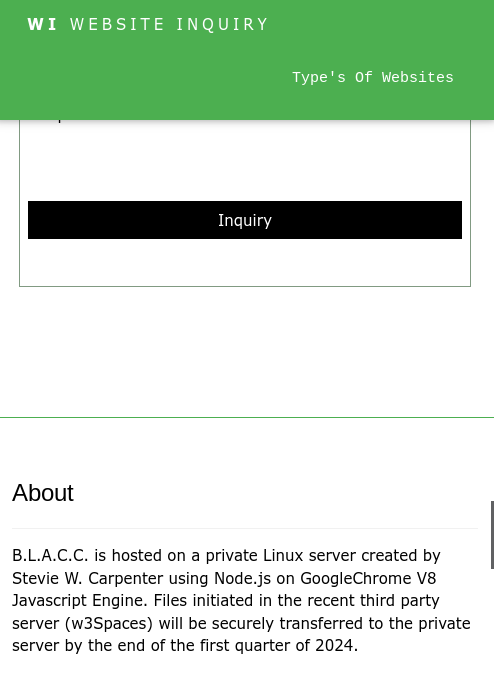 WI WEBSITE INQUIRY
Type's Of Websites
Inquiry
About
B.L.A.C.C. is hosted on a private Linux server created by
Stevie W. Carpenter using Node.js on GoogleChrome V8
Javascript Engine. Files initiated in the recent third party
server (w3Spaces) will be securely transferred to the private
server by the end of the first quarter of 2024.